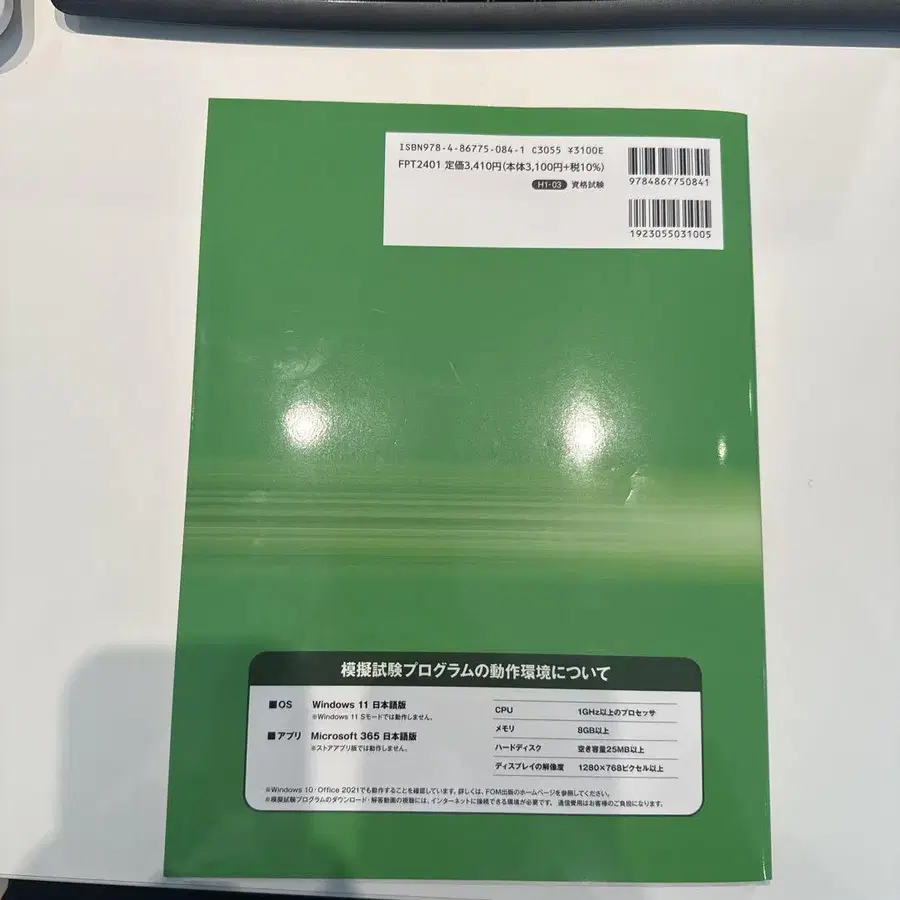 ISBN978-4-86775-084-1 C3055 ¥3100E
FPT2401 定価3,410円(本体3,100円+税10%)
H1・03 資格試験
9784867750841
1923055031005
模擬試験プログラムの動作環境について
■OS Windows 11 日本語版
※Windows 11 Sモードでは動作しません。
■アプリ Microsoft 365 日本語版
※ストアアプリ版では動作しません。
CPU 1GHz以上のプロセッサ
メモリ 8GB以上
ハードディスク 空き容量25MB以上
ディスプレイの解像度 1280×768ピクセル以上
※Windows 10・Office 2021でも動作することを確認しています。詳しくは、FOM出版のホームページを参照してください。
※模擬試験プログラムのダウンロード・解答動画の視聴には、インターネットに接続できる環境が必要です。通信費用はお客様のご負担になります。